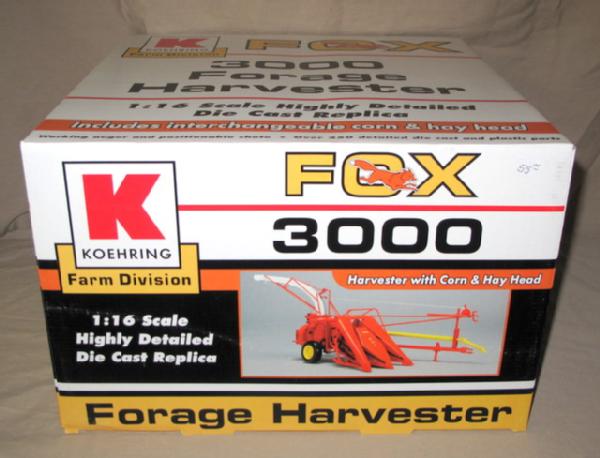 K
KOEHRING
Farm Division
FOX
3000
Forage
Harvester
1:16 Scale Highly Detailed
Die Cast Replica
includes interchangeable corn & hay head
K
KOEHRING
Farm Division
FOX
3000
Harvester with Corn & Hay Head
1:16 Scale
Highly Detailed
Die Cast Replica
Forage Harvester